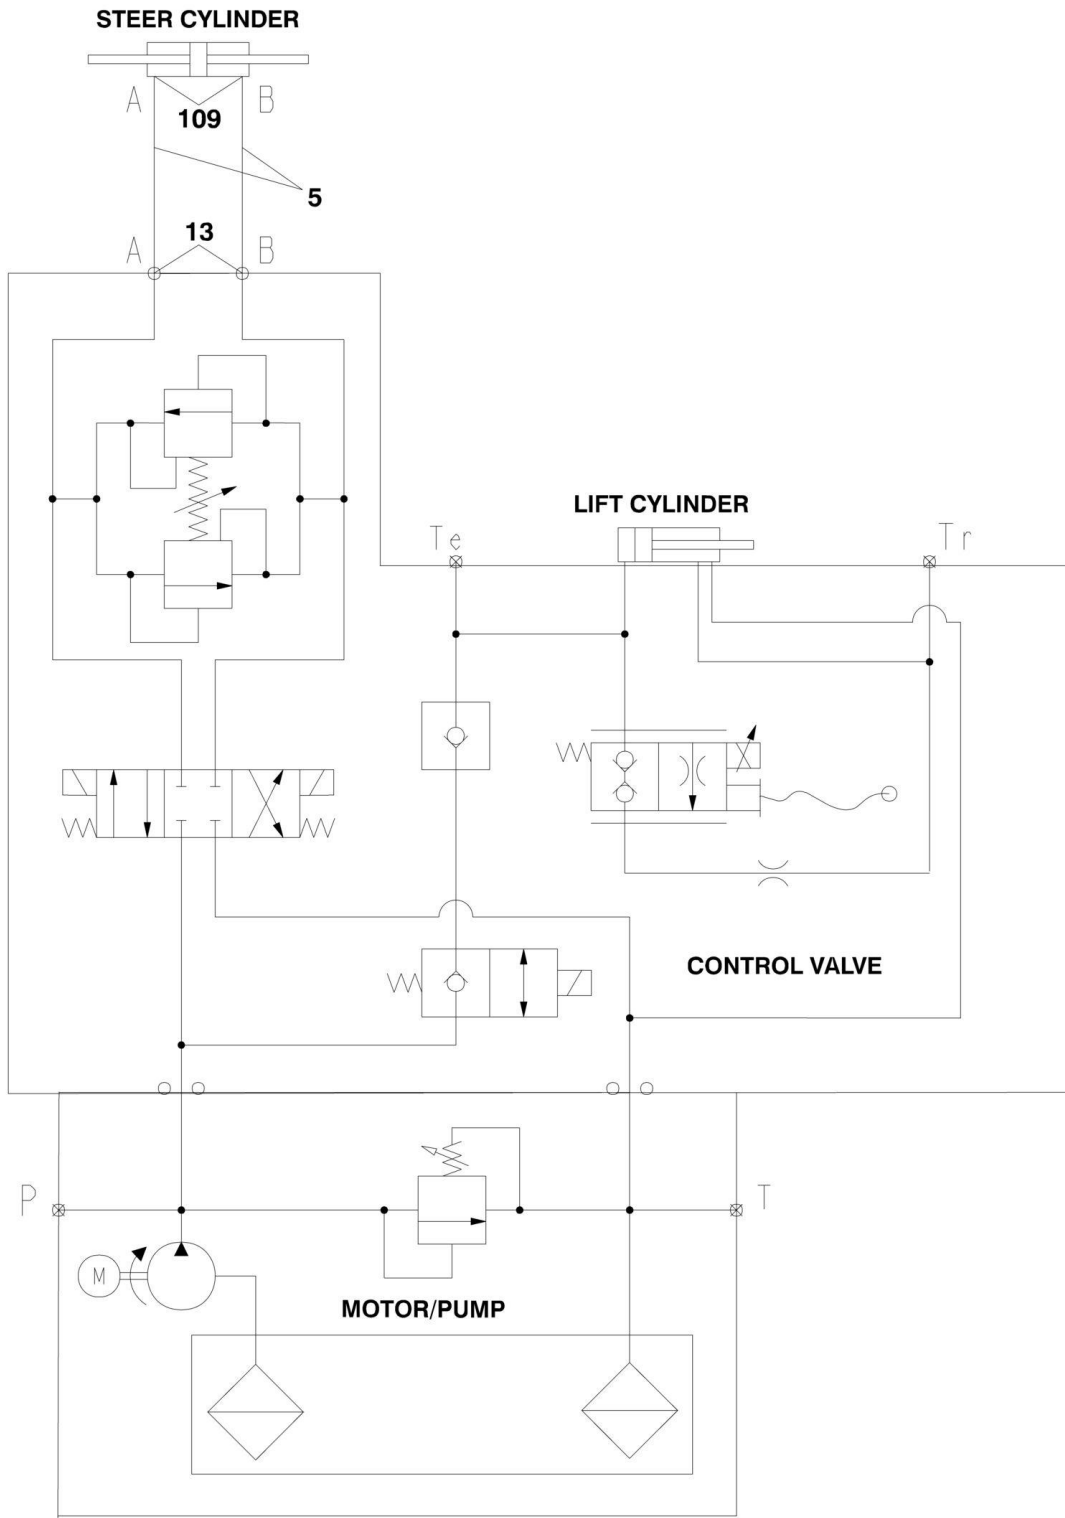 STEER CYLINDER
A
B
109
5
13
A
B
LIFT CYLINDER
Te
Tr
CONTROL VALVE
P
T
M
MOTOR/PUMP